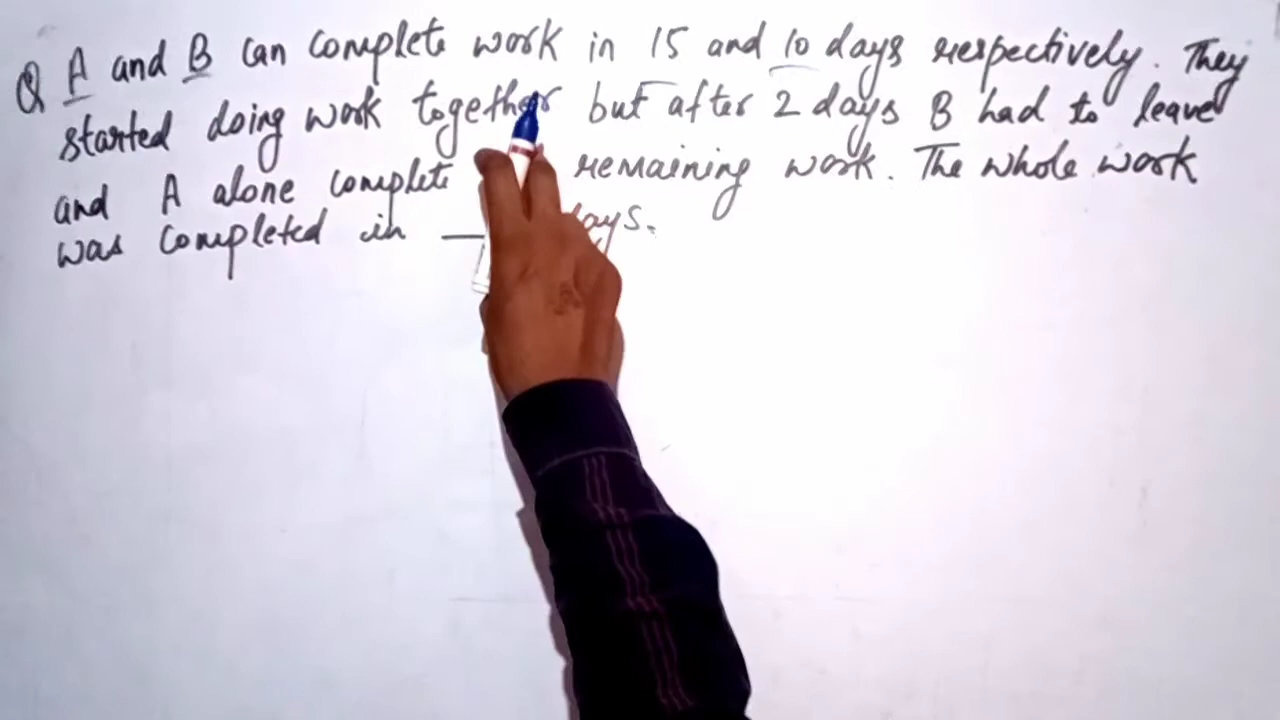 Q A and B can complete work in 15 and 10 days respectively. They
started doing work together but after 2 days B had to leave
and A alone complete remaining work. The whole work
was completed in __ days.